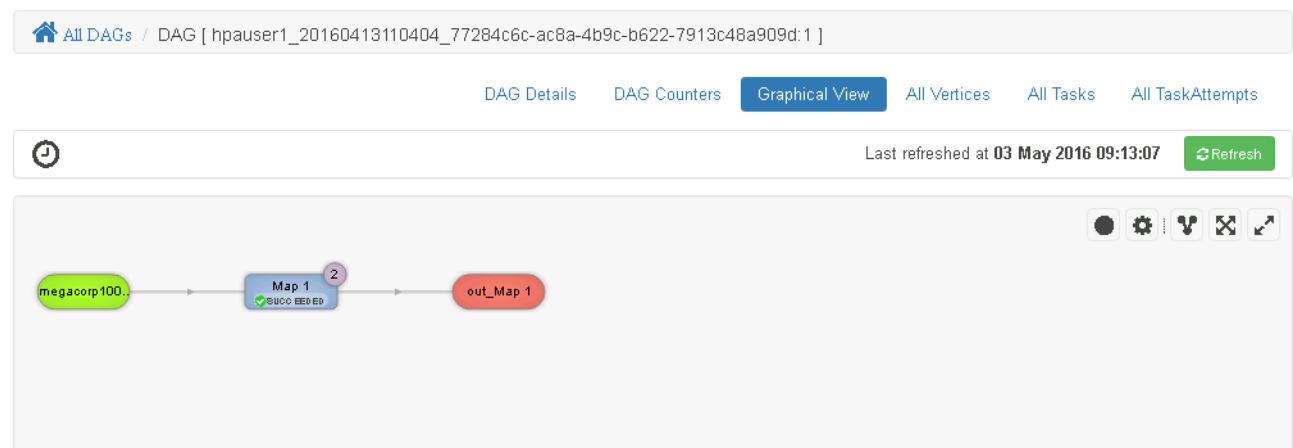 All DAGs / DAG [ hpauser1_20160413110404_77284c6c-ac8a-4b9c-b622-7913c48a909d:1 ]
DAG Details DAG Counters Graphical View All Vertices All Tasks All TaskAttempts
Last refreshed at 03 May 2016 09:13:07 Refresh
2
megacorp100.. Map 1 out_Map 1
SUCCEEDED